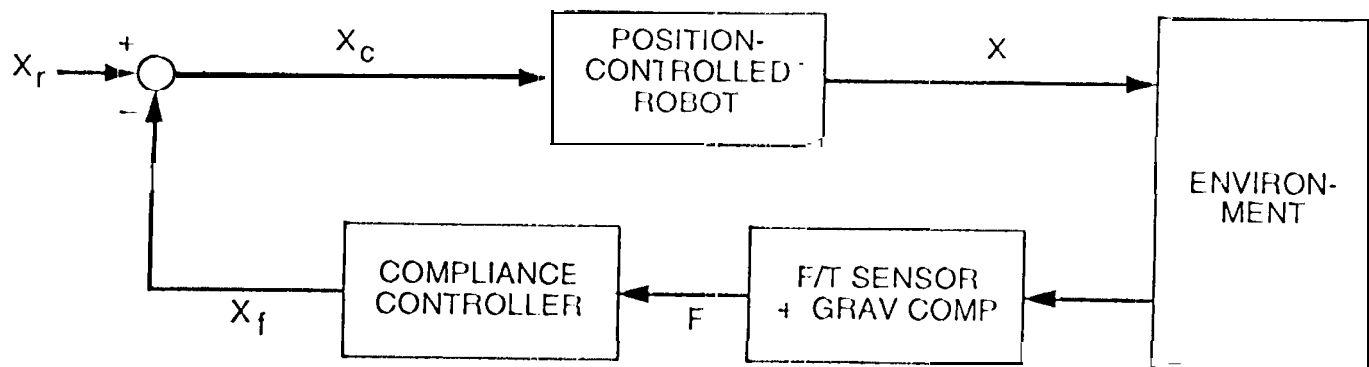 +
X_r
−
X_c
POSITION-
CONTROLLED
ROBOT
X
ENVIRON-
MENT
F/T SENSOR
+ GRAV COMP
F
COMPLIANCE
CONTROLLER
X_f